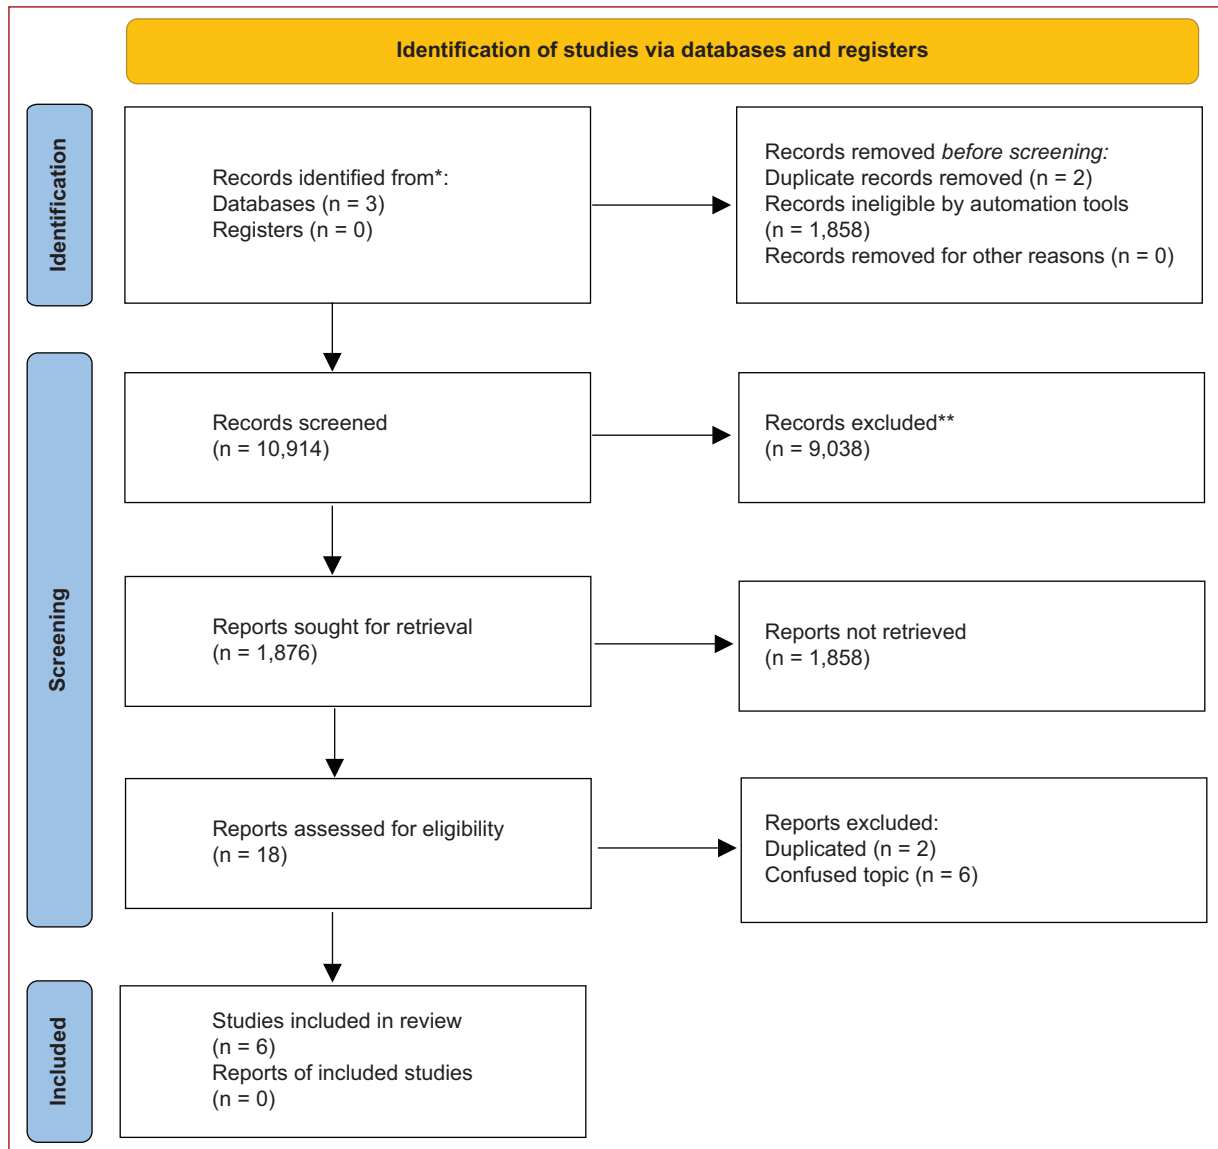 Identification of studies via databases and registers
Identification
Records identified from*:
Databases (n = 3)
Registers (n = 0)
Records removed before screening:
Duplicate records removed (n = 2)
Records ineligible by automation tools
(n = 1,858)
Records removed for other reasons (n = 0)
Screening
Records screened
(n = 10,914)
Records excluded**
(n = 9,038)
Reports sought for retrieval
(n = 1,876)
Reports not retrieved
(n = 1,858)
Reports assessed for eligibility
(n = 18)
Reports excluded:
Duplicated (n = 2)
Confused topic (n = 6)
Included
Studies included in review
(n = 6)
Reports of included studies
(n = 0)